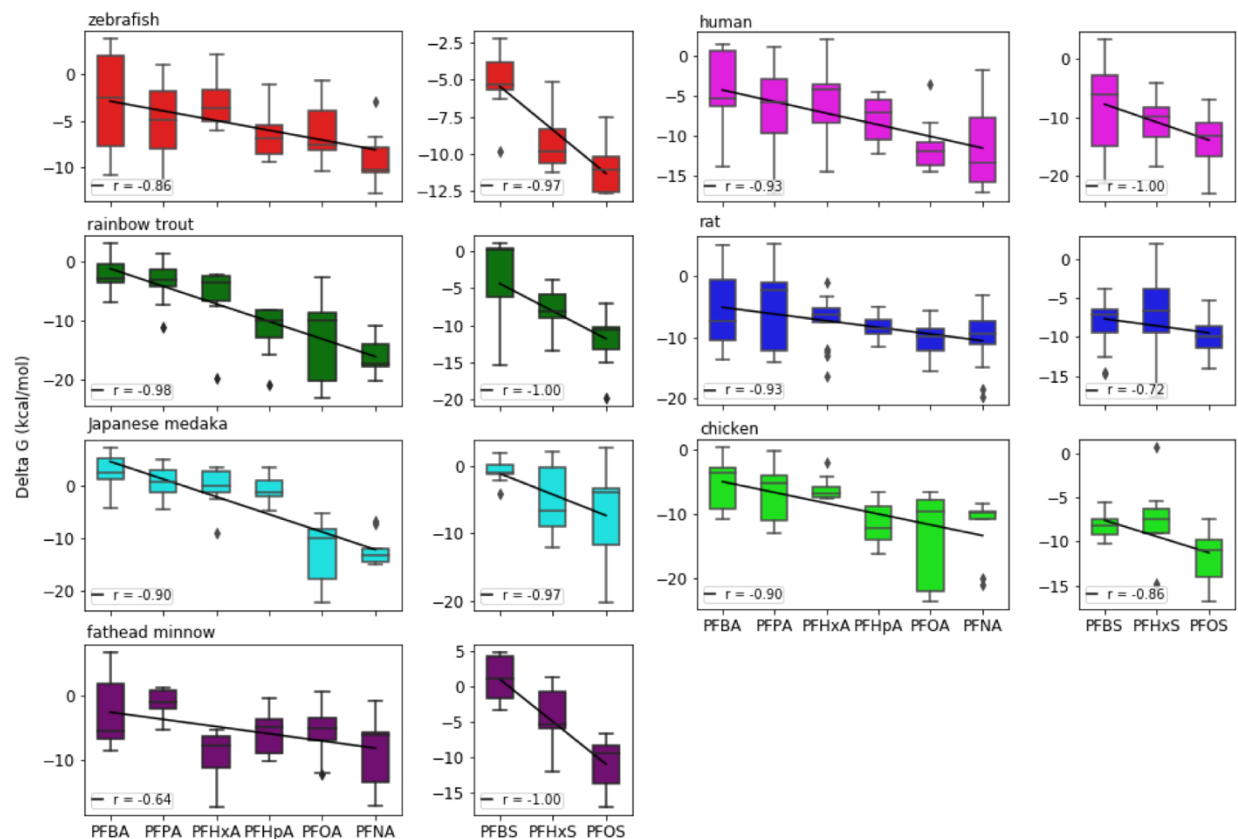 zebrafish
0
−5
−10
r = -0.86
−2.5
−5.0
−7.5
−10.0
−12.5
r = -0.97
human
0
−5
−10
−15
r = -0.93
0
−10
−20
r = -1.00
rainbow trout
0
−10
−20
r = -0.98
0
−5
−10
−15
−20
r = -1.00
rat
0
−10
−20
r = -0.93
0
−5
−10
−15
r = -0.72
Delta G (kcal/mol)
Japanese medaka
0
−10
−20
r = -0.90
0
−10
−20
r = -0.97
chicken
0
−10
−20
r = -0.90
PFBA PFPA PFHxA PFHpA PFOA PFNA
0
−5
−10
−15
r = -0.86
PFBS PFHxS PFOS
fathead minnow
0
−10
r = -0.64
PFBA PFPA PFHxA PFHpA PFOA PFNA
5
0
−5
−10
−15
r = -1.00
PFBS PFHxS PFOS